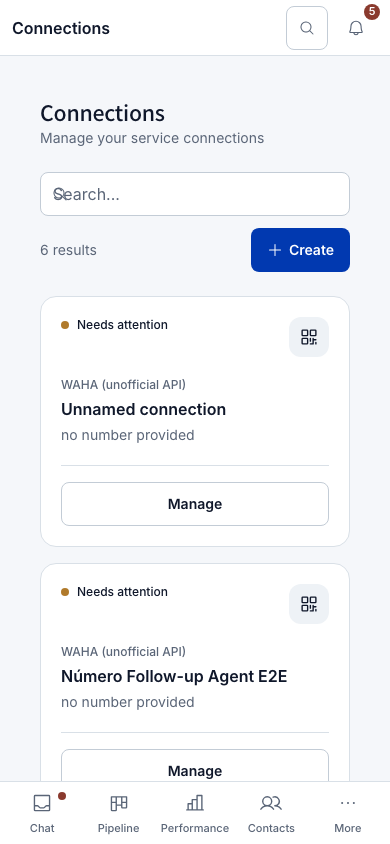 Connections
5
Connections
Manage your service connections
Search...
6 results
Create
Needs attention
WAHA (unofficial API)
Unnamed connection
no number provided
Manage
Needs attention
WAHA (unofficial API)
Número Follow-up Agent E2E
no number provided
Manage
Chat
Pipeline
Performance
Contacts
More